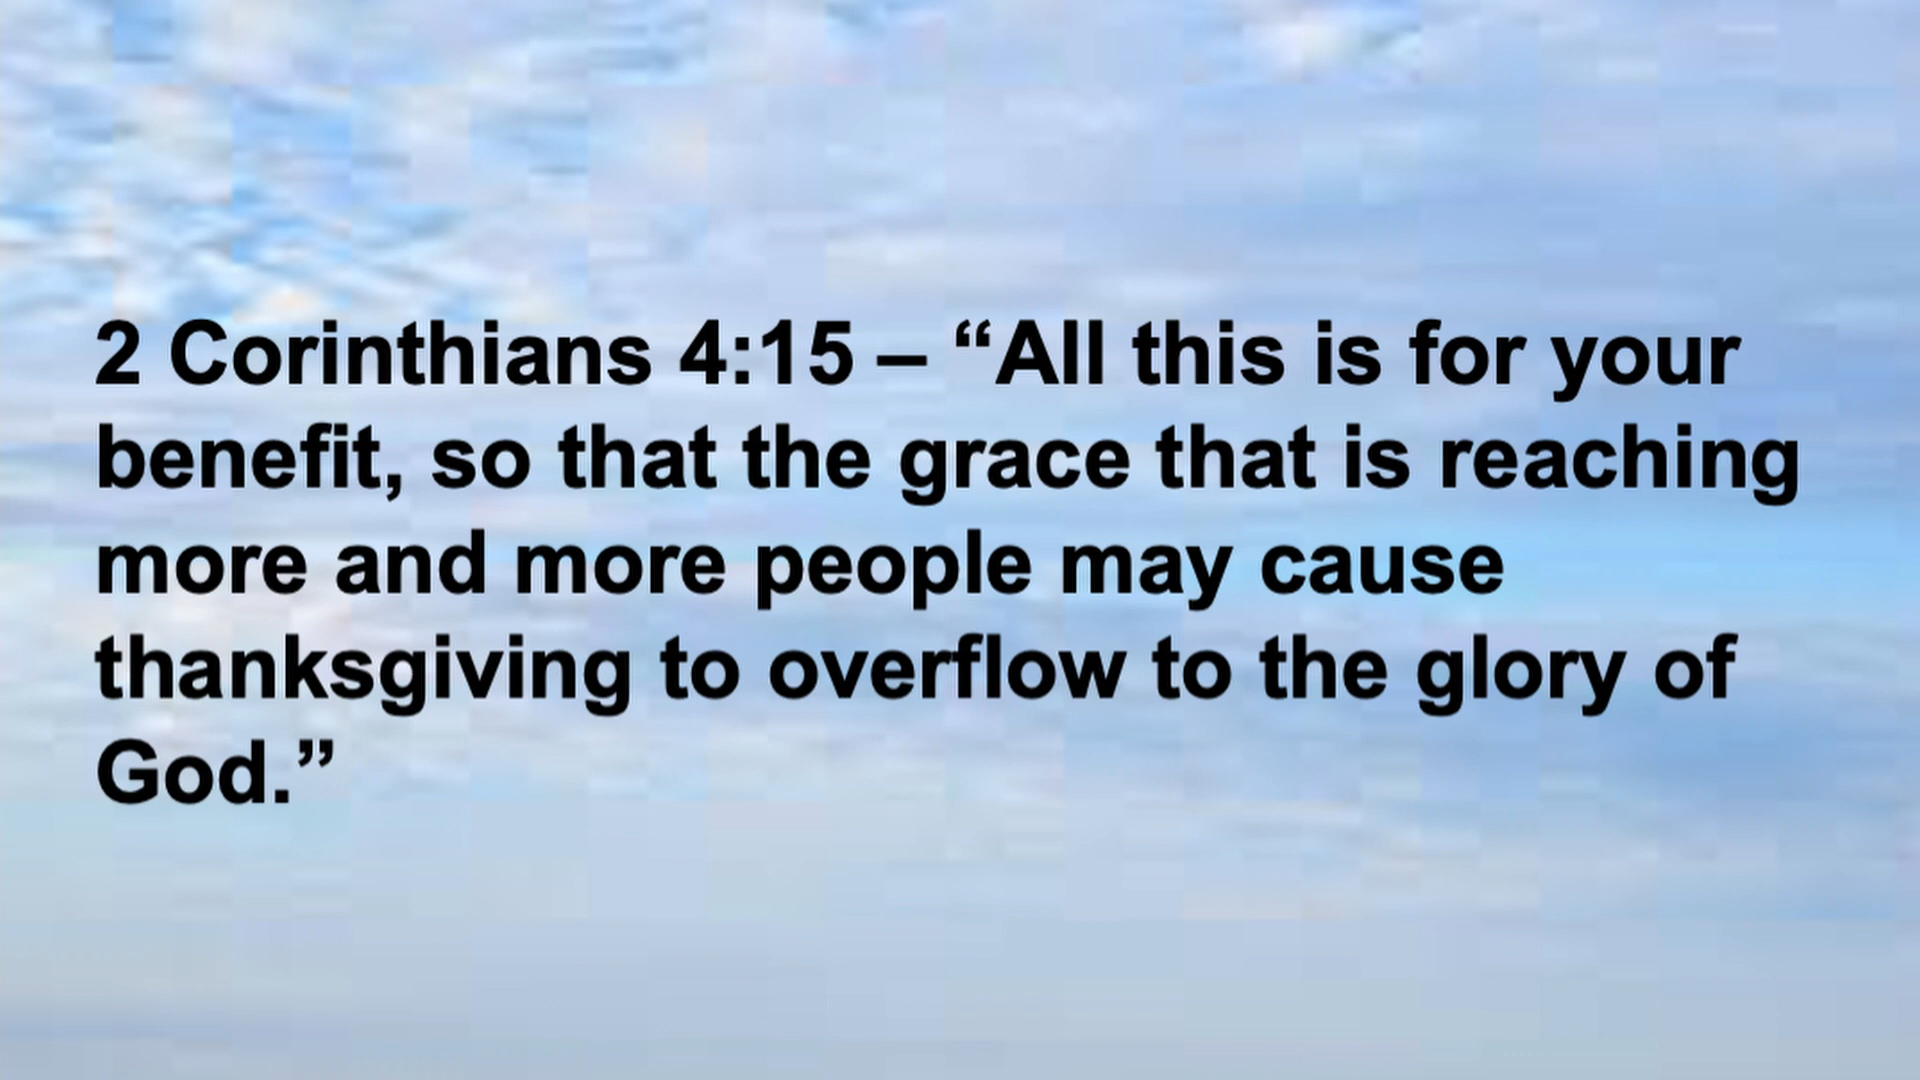 2 Corinthians 4:15 – “All this is for your
benefit, so that the grace that is reaching
more and more people may cause
thanksgiving to overflow to the glory of
God.”